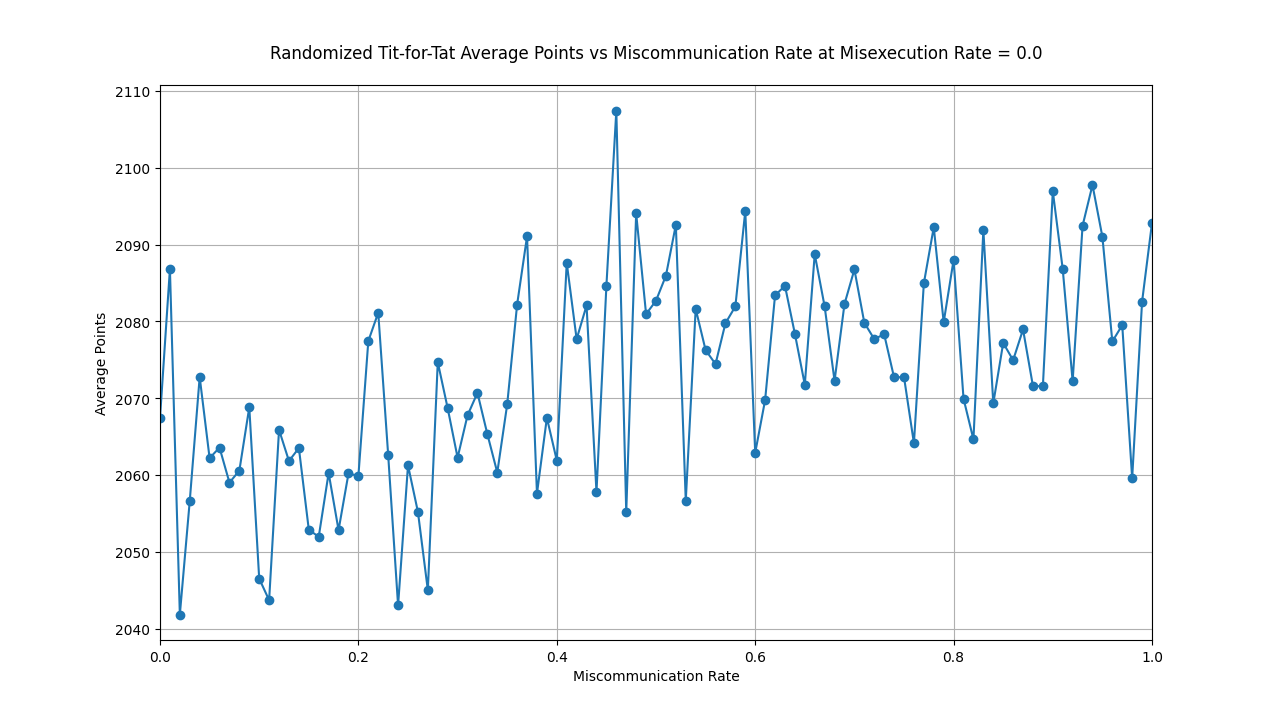 Randomized Tit-for-Tat Average Points vs Miscommunication Rate at Misexecution Rate = 0.0
2110
2100
2090
2080
2070
2060
2050
2040
Average Points
0.0 0.2 0.4 0.6 0.8 1.0
Miscommunication Rate